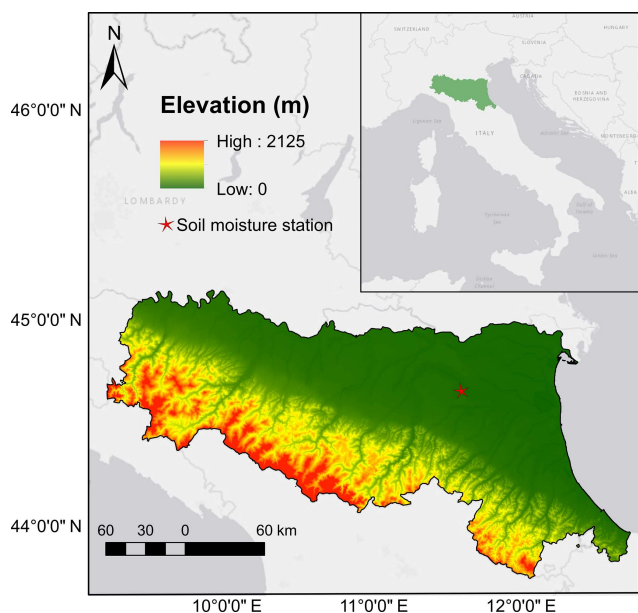 N
46°0'0" N
45°0'0" N
44°0'0" N
Elevation (m)
High : 2125
Low: 0
Soil moisture station
LOMBARDY
SWITZERLAND
AUSTRIA
HUNGARY
SLOVENIA
CROATIA
BOSNIA AND
HERZEGOVINA
ITALY
MONTENEGR
ALBA
60 30 0 60 km
10°0'0" E
11°0'0" E
12°0'0" E